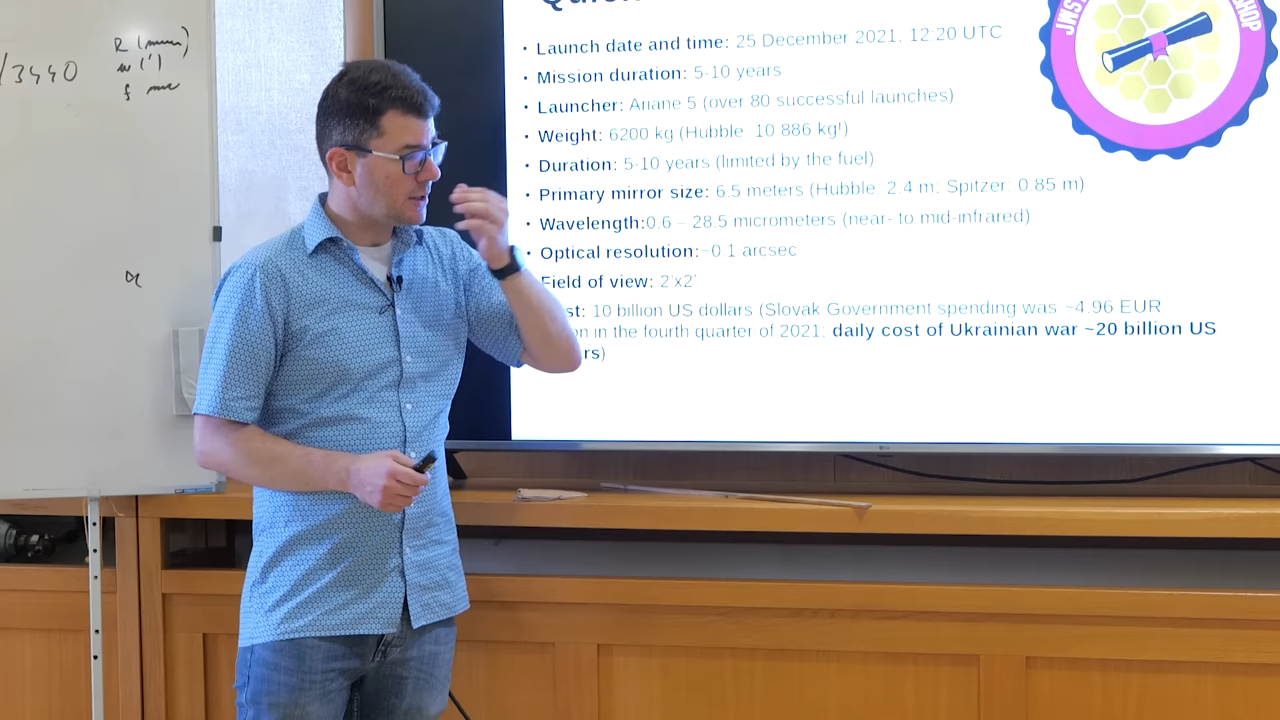 /3440
Launch date and time: 25 December 2021, 12:20 UTC
Mission duration: 5-10 years
Launcher: Ariane 5 (over 80 successful launches)
Weight: 6200 kg (Hubble 10 886 kg!)
Duration: 5-10 years (limited by the fuel)
Primary mirror size: 6.5 meters (Hubble 2.4 m; Spitzer: 0.85 m)
Wavelength:0.6 – 28.5 micrometers (near- to mid-infrared)
Optical resolution:~0 1 arcsec
Field of view: 2'x2'
st: 10 billion US dollars (Slovak Government spending was ~4.96 EUR
on in the fourth quarter of 2021; daily cost of Ukrainian war ~20 billion US
rs)
LG